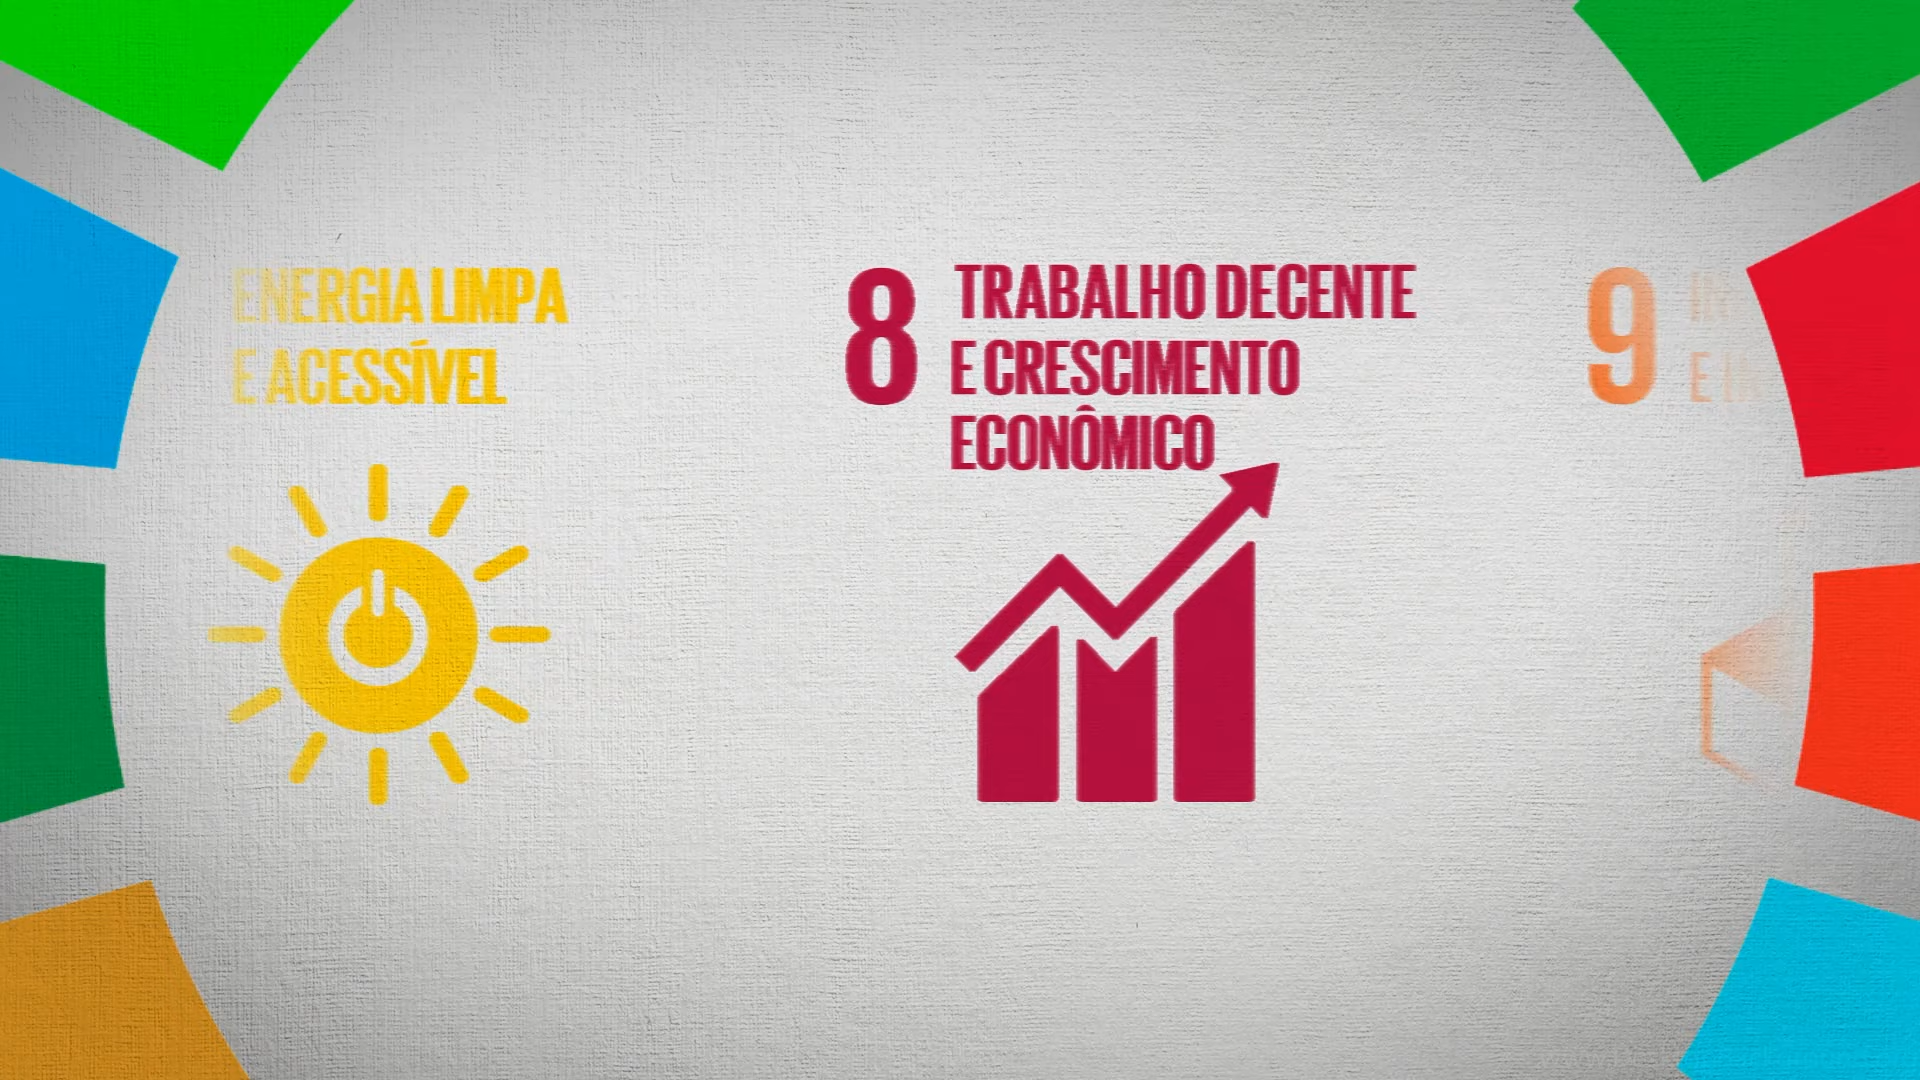 ENERGIA LIMPA
E ACESSÍVEL
8
TRABALHO DECENTE
E CRESCIMENTO
ECONÔMICO
9
E